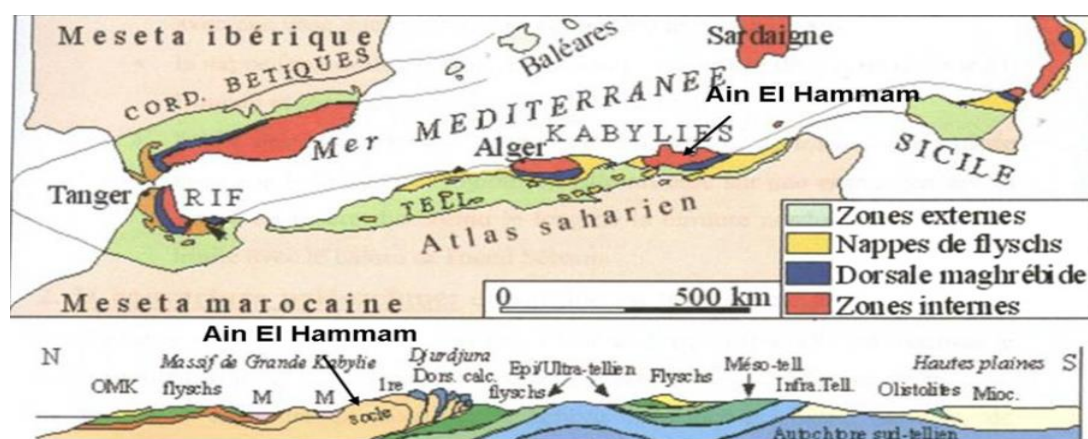 Meseta ibérique
CORD. BETIQUES
Baléares
Sardaigne
Mer MEDITERRANEE
Ain El Hammam
KABYLIES
Alger
Tanger
RIF
TELL
SICILE
Atlas saharien
Meseta marocaine
0 500 km
Zones externes
Nappes de flyschs
Dorsale maghrébide
Zones internes
Ain El Hammam
N
Massif de Grande Kabylie
Djurdjura
Hautes plaines
S
OMK
flyschs
M
M
socle
Ire
Dors. calc.
flyschs
Epi/Ultra-tellien
Flyschs
Méso-tell.
Infra.Tell.
Olistolites
Mioc.
Autochtone sud-tellien